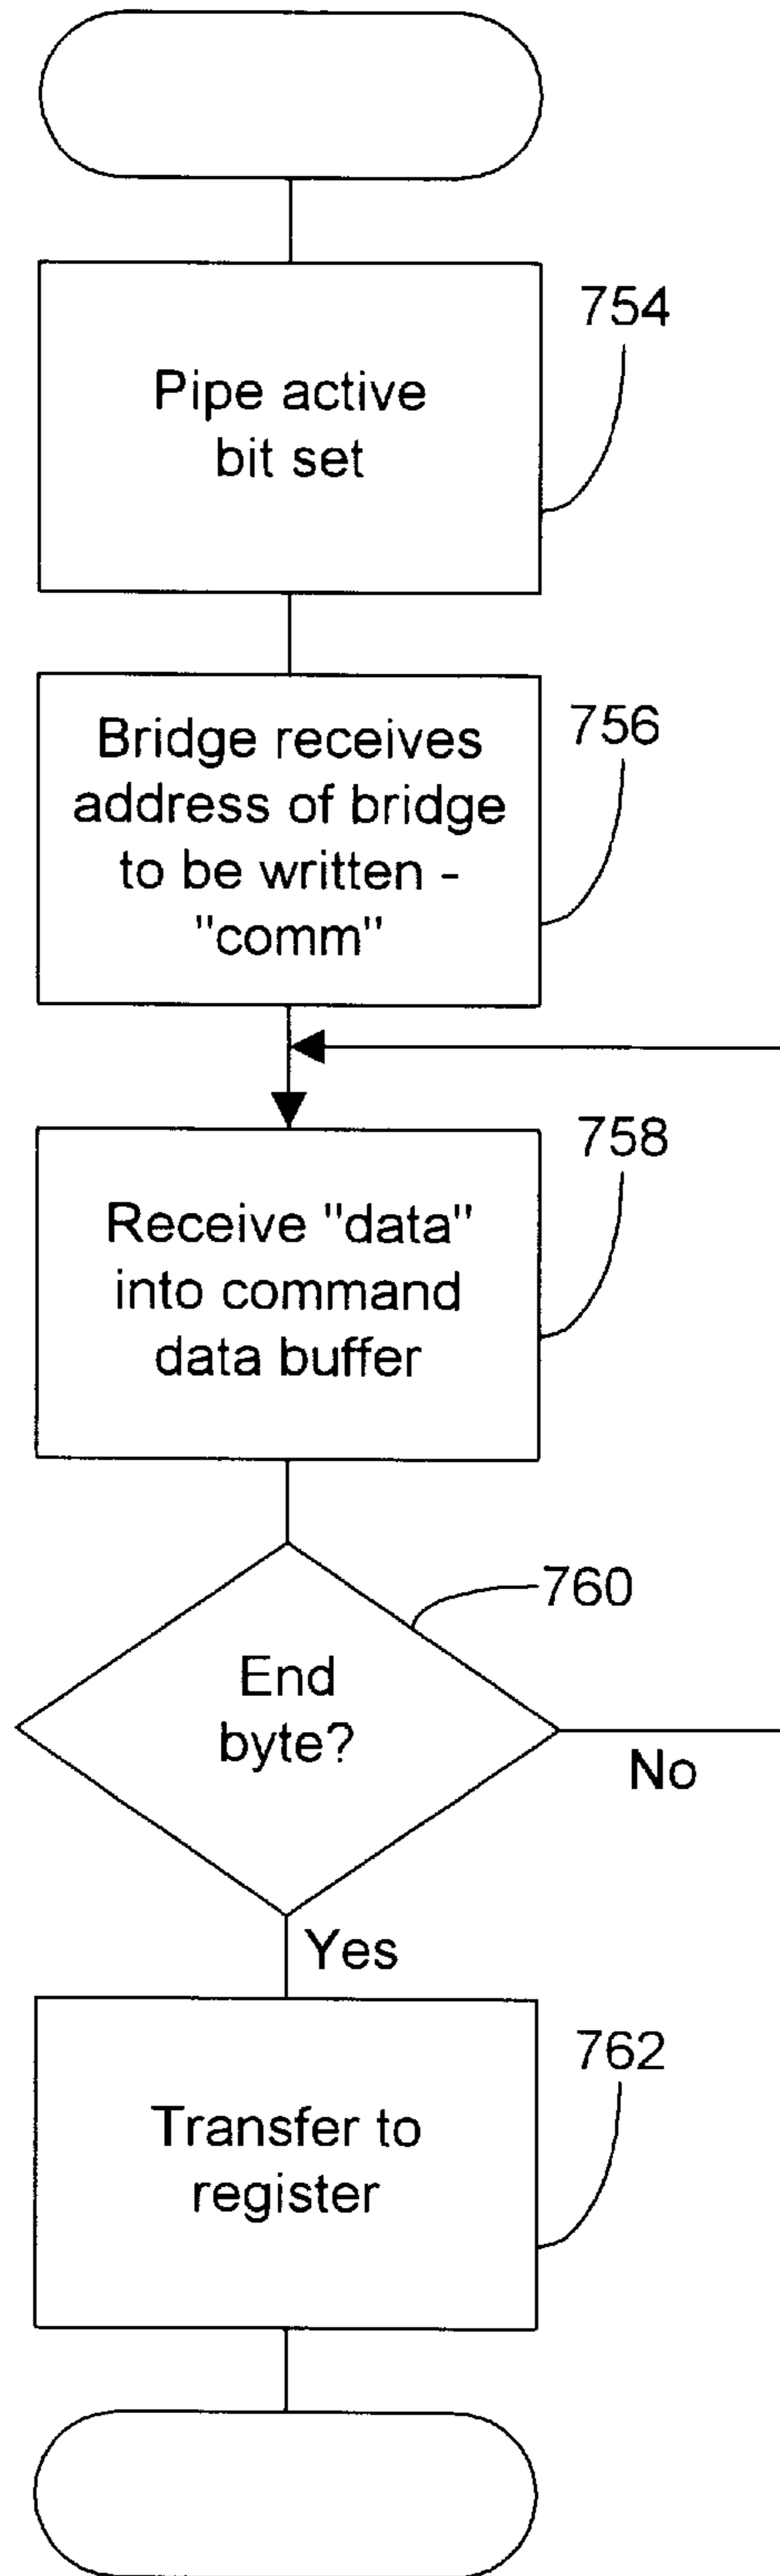 754
Pipe active
bit set
756
Bridge receives
address of bridge
to be written -
"comm"
758
Receive "data"
into command
data buffer
760
End
byte?
No
Yes
762
Transfer to
register